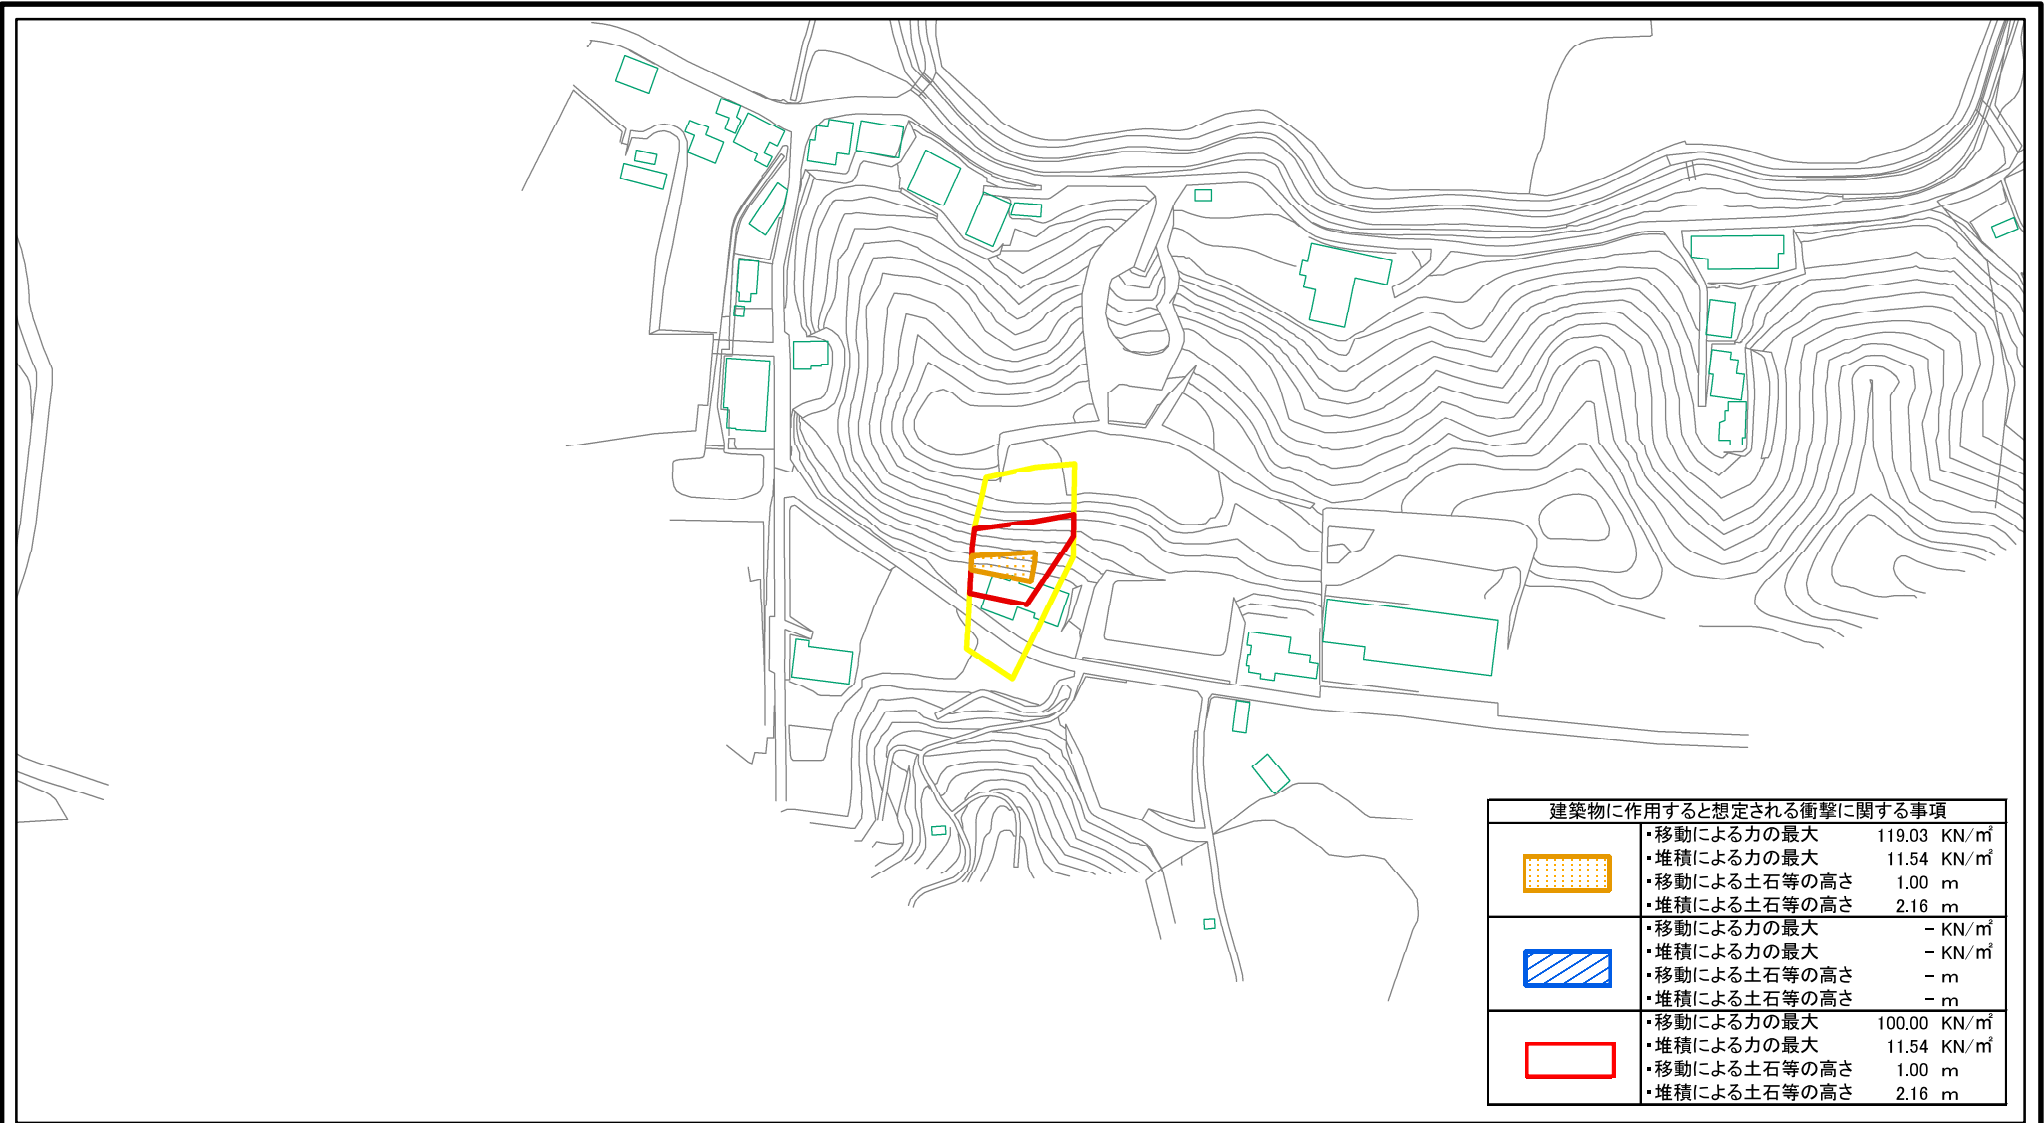 建築物に作用すると想定される衝撃に関する事項
・移動による力の最大 119.03 KN/㎡
・堆積による力の最大 11.54 KN/㎡
・移動による土石等の高さ 1.00 m
・堆積による土石等の高さ 2.16 m
・移動による力の最大 - KN/㎡
・堆積による力の最大 - KN/㎡
・移動による土石等の高さ - m
・堆積による土石等の高さ - m
・移動による力の最大 100.00 KN/㎡
・堆積による力の最大 11.54 KN/㎡
・移動による土石等の高さ 1.00 m
・堆積による土石等の高さ 2.16 m